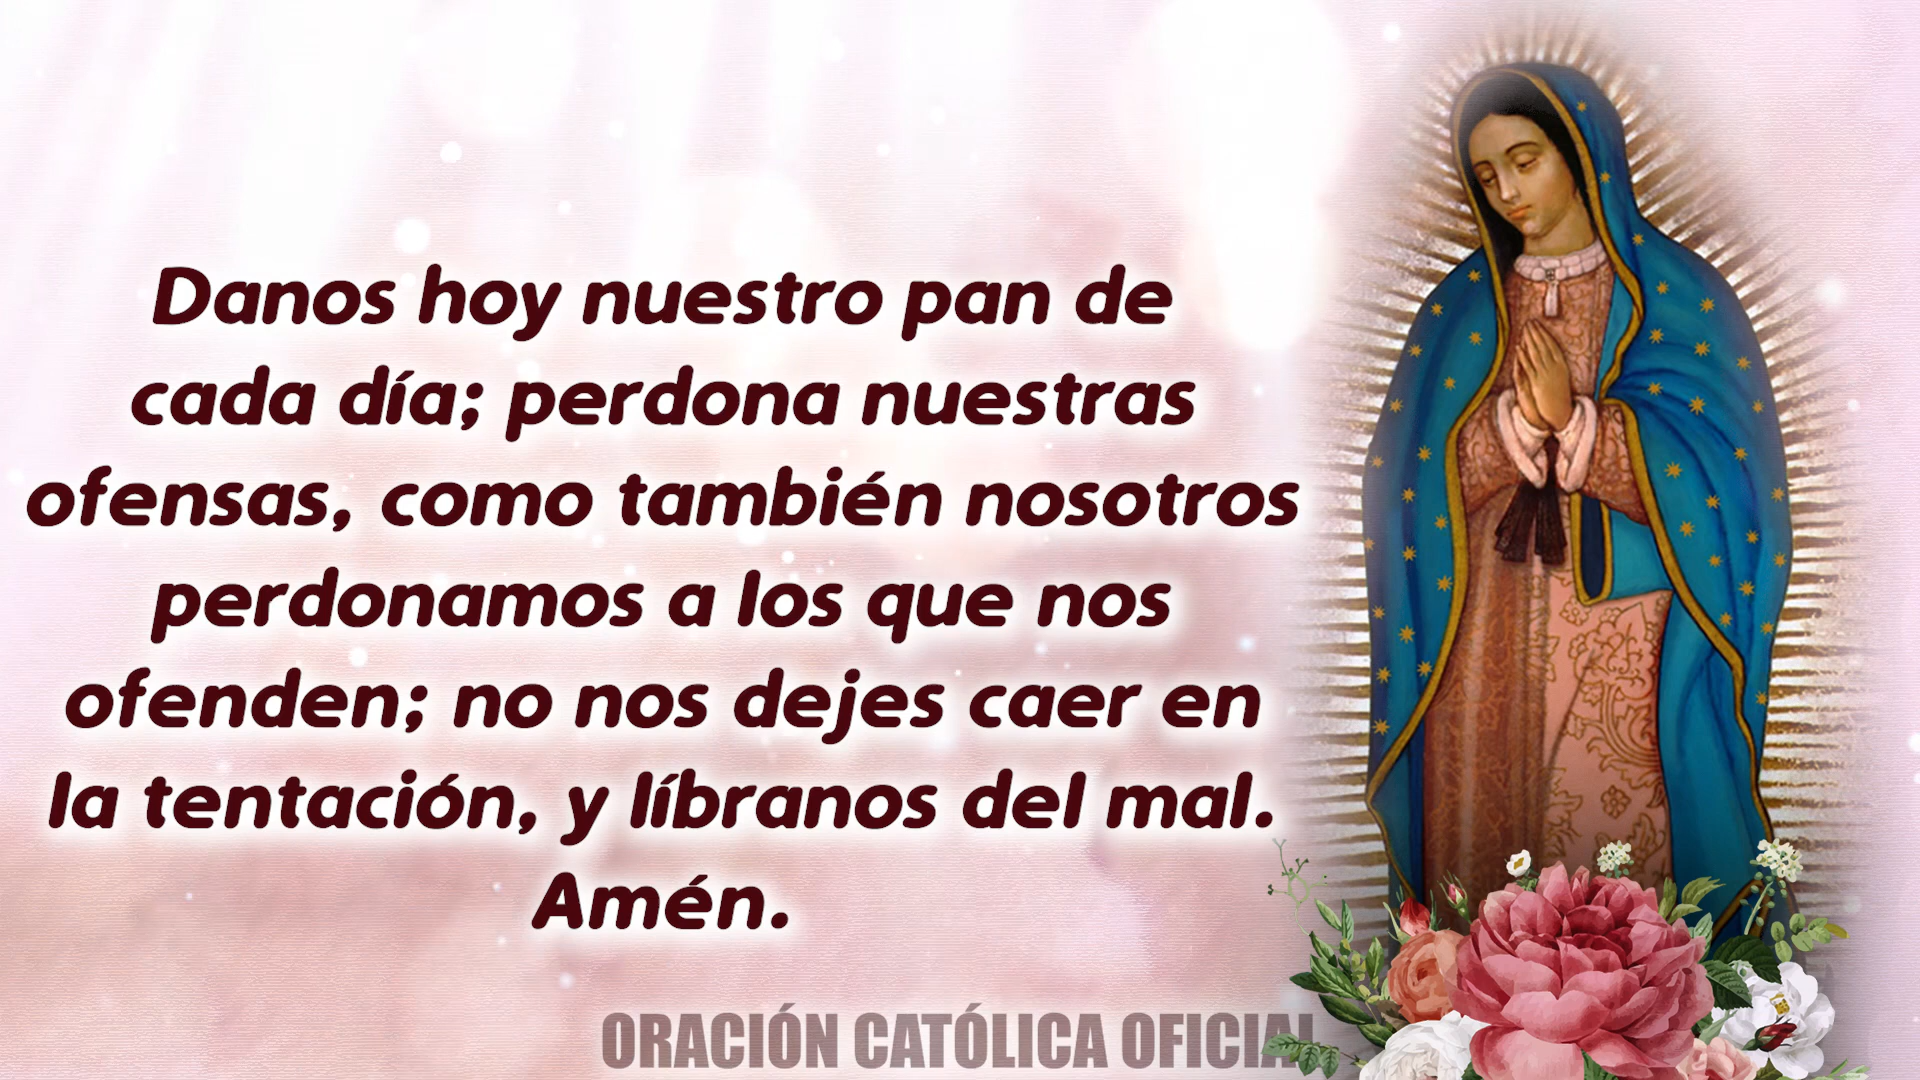 Danos hoy nuestro pan de
cada día; perdona nuestras
ofensas, como también nosotros
perdonamos a los que nos
ofenden; no nos dejes caer en
la tentación, y líbranos del mal.
Amén.
ORACIÓN CATÓLICA OFICIAL